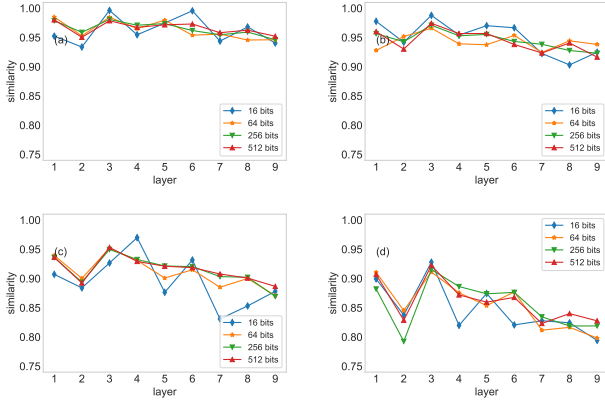 1.00
0.95
0.90
0.85
0.80
0.75
similarity
(a)
16 bits
64 bits
256 bits
512 bits
1 2 3 4 5 6 7 8 9
layer
1.00
0.95
0.90
0.85
0.80
0.75
similarity
(b)
16 bits
64 bits
256 bits
512 bits
1 2 3 4 5 6 7 8 9
layer
1.00
0.95
0.90
0.85
0.80
0.75
similarity
(c)
16 bits
64 bits
256 bits
512 bits
1 2 3 4 5 6 7 8 9
layer
1.00
0.95
0.90
0.85
0.80
0.75
similarity
(d)
16 bits
64 bits
256 bits
512 bits
1 2 3 4 5 6 7 8 9
layer